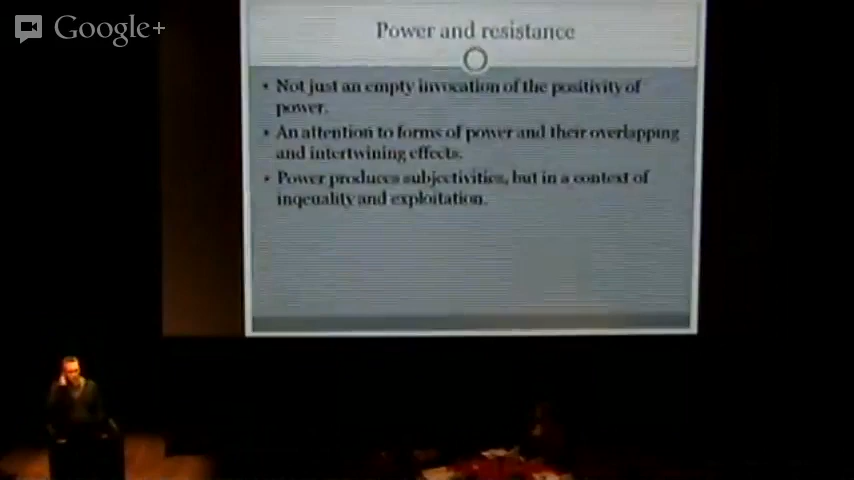 Google+
Power and resistance
• Not just an empty invocation of the positivity of
power.
• An attention to forms of power and their overlapping
and intertwining effects.
• Power produces subjectivities, but in a context of
inqeuality and exploitation.